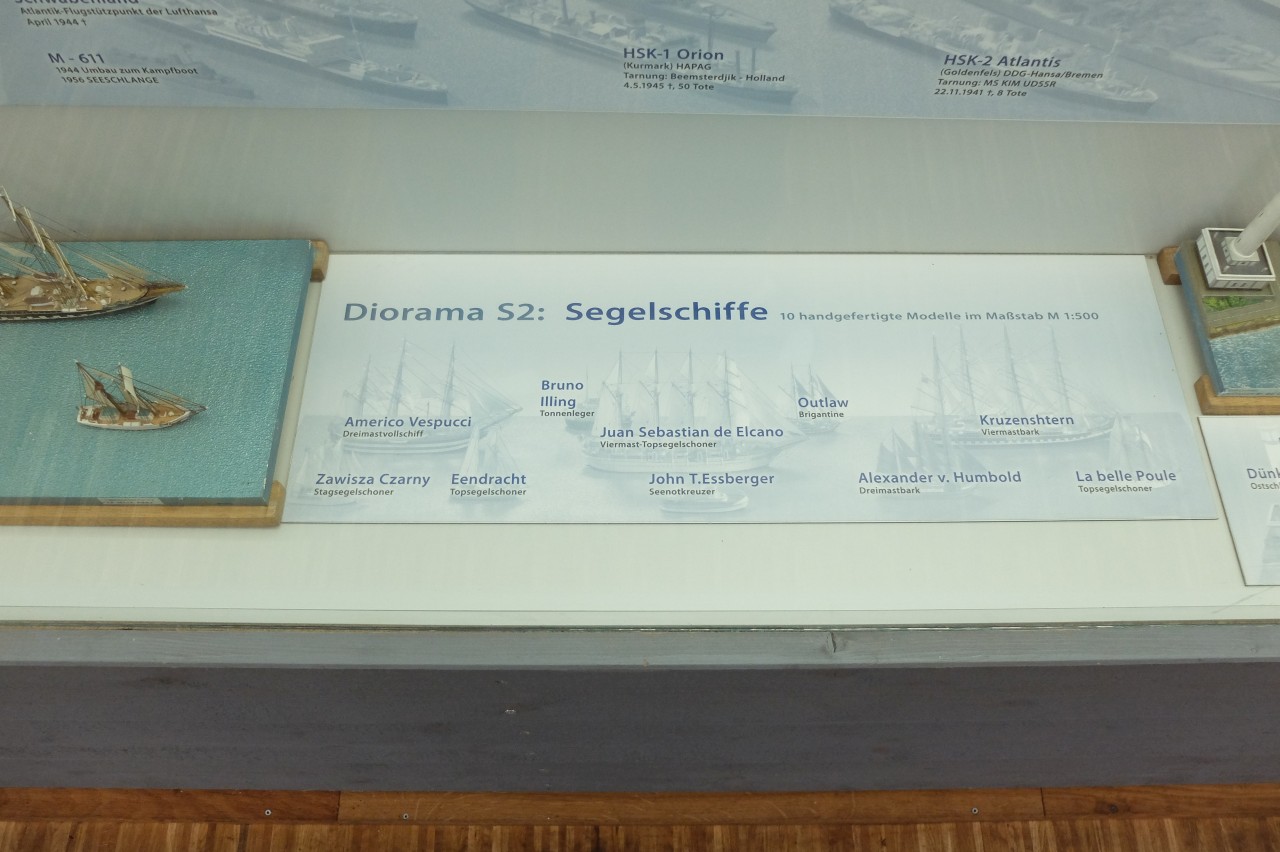 Schwabenland
Atlantik-Flugstützpunkt der Lufthansa
April 1944 †
M - 611
1944 Umbau zum Kampfboot
1956 SEESCHLANGE
HSK-1 Orion
(Kurmark) HAPAG
Tarnung: Beemsterdjik - Holland
4.5.1945 †, 50 Tote
HSK-2 Atlantis
(Goldenfels) DDG-Hansa/Bremen
Tarnung: MS KIM UDSSR
22.11.1941 †, 8 Tote
Diorama S2: Segelschiffe 10 handgefertigte Modelle im Maßstab M 1:500
Americo Vespucci
Dreimastvollschiff
Bruno
Illing
Tonnenleger
Juan Sebastian de Elcano
Viermast-Topsegelschoner
Outlaw
Brigantine
Kruzenshtern
Viermastbark
Zawisza Czarny
Stagsegelschoner
Eendracht
Topsegelschoner
John T.Essberger
Seenotkreuzer
Alexander v. Humbold
Dreimastbark
La belle Poule
Topsegelschoner